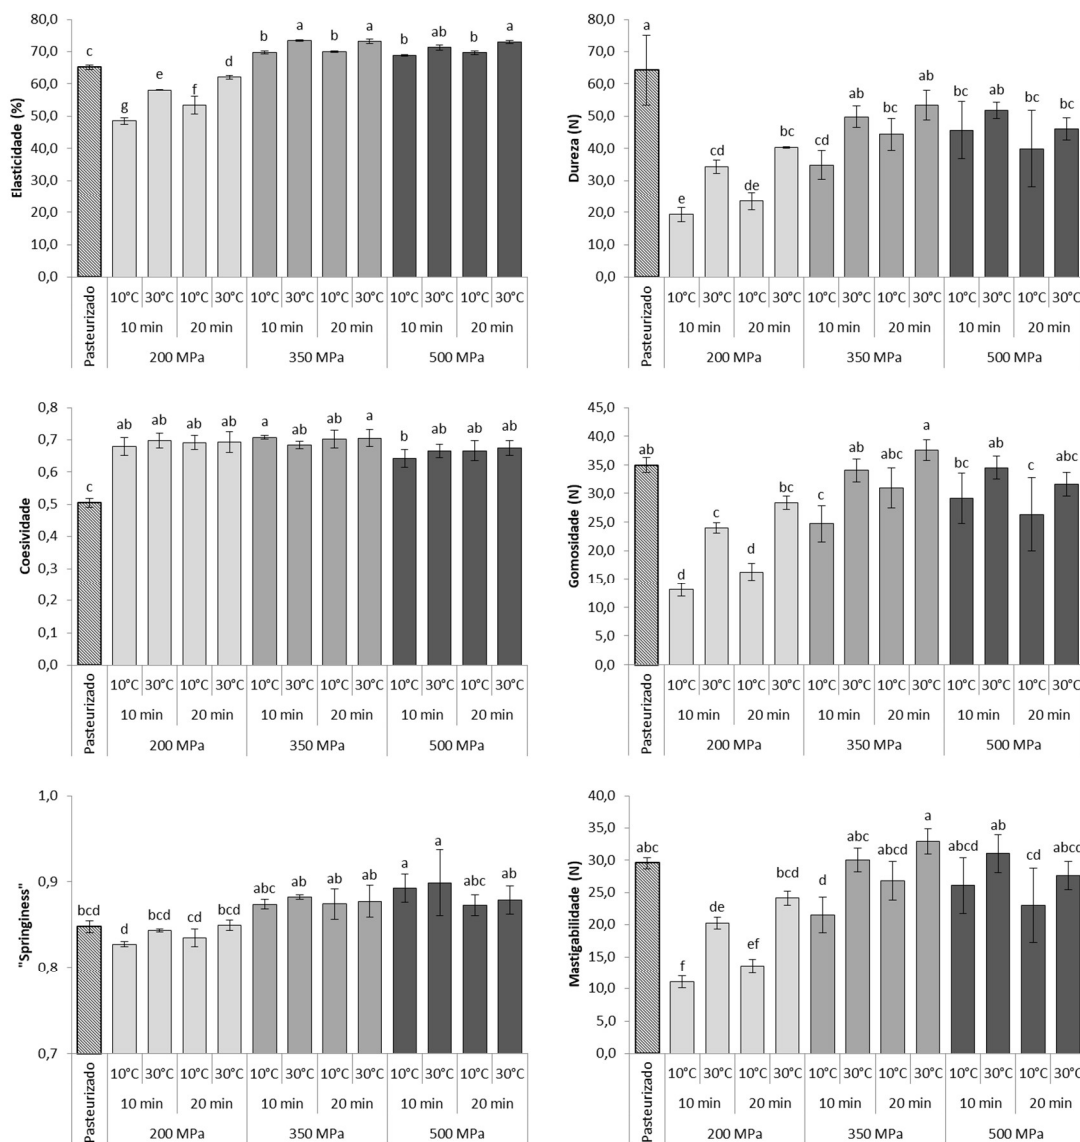 Elasticidade (%)
80,0
70,0
60,0
50,0
40,0
30,0
20,0
10,0
0,0
c g e f d b a b a b ab b a
Pasteurizado
10°C 30°C 10°C 30°C 10°C 30°C 10°C 30°C 10°C 30°C 10°C 30°C
10 min 20 min 10 min 20 min 10 min 20 min
200 MPa 350 MPa 500 MPa
Dureza (N)
80,0
70,0
60,0
50,0
40,0
30,0
20,0
10,0
0,0
a e cd de bc cd ab bc ab bc ab bc bc
Pasteurizado
10°C 30°C 10°C 30°C 10°C 30°C 10°C 30°C 10°C 30°C 10°C 30°C
10 min 20 min 10 min 20 min 10 min 20 min
200 MPa 350 MPa 500 MPa
Coesividade
0,8
0,7
0,6
0,5
0,4
0,3
0,2
0,1
0,0
c ab ab ab ab a ab ab a b ab ab ab
Pasteurizado
10°C 30°C 10°C 30°C 10°C 30°C 10°C 30°C 10°C 30°C 10°C 30°C
10 min 20 min 10 min 20 min 10 min 20 min
200 MPa 350 MPa 500 MPa
Gomosidade (N)
45,0
40,0
35,0
30,0
25,0
20,0
15,0
10,0
5,0
0,0
ab d c d bc c ab abc a bc ab c abc
Pasteurizado
10°C 30°C 10°C 30°C 10°C 30°C 10°C 30°C 10°C 30°C 10°C 30°C
10 min 20 min 10 min 20 min 10 min 20 min
200 MPa 350 MPa 500 MPa
"Springiness"
1,0
0,9
0,8
0,7
bcd d bcd cd bcd abc ab ab ab a a abc ab
Pasteurizado
10°C 30°C 10°C 30°C 10°C 30°C 10°C 30°C 10°C 30°C 10°C 30°C
10 min 20 min 10 min 20 min 10 min 20 min
200 MPa 350 MPa 500 MPa
Mastigabilidade (N)
40,0
35,0
30,0
25,0
20,0
15,0
10,0
5,0
0,0
abc f de ef bcd d abc abcd a abcd ab cd abcd
Pasteurizado
10°C 30°C 10°C 30°C 10°C 30°C 10°C 30°C 10°C 30°C 10°C 30°C
10 min 20 min 10 min 20 min 10 min 20 min
200 MPa 350 MPa 500 MPa